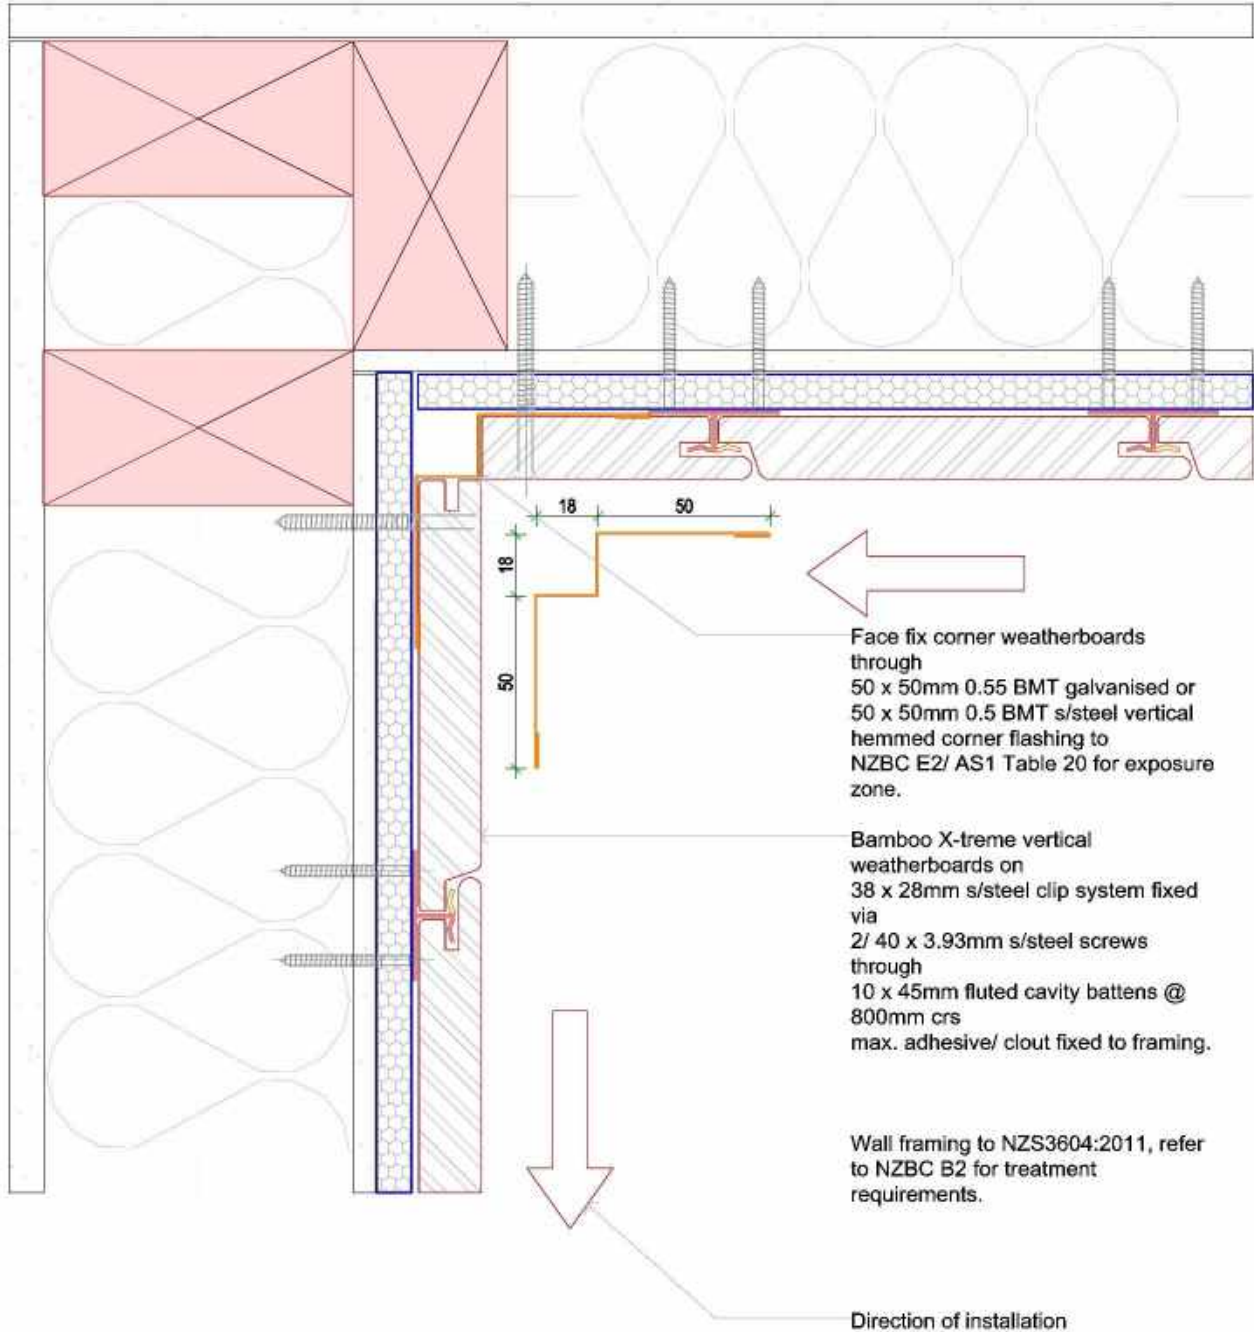 18
50
18
50
Face fix corner weatherboards
through
50 x 50mm 0.55 BMT galvanised or
50 x 50mm 0.5 BMT s/steel vertical
hemmed corner flashing to
NZBC E2/ AS1 Table 20 for exposure
zone.
Bamboo X-treme vertical
weatherboards on
38 x 28mm s/steel clip system fixed
via
2/ 40 x 3.93mm s/steel screws
through
10 x 45mm fluted cavity battens @
800mm crs
max. adhesive/ clout fixed to framing.
Wall framing to NZS3604:2011, refer
to NZBC B2 for treatment
requirements.
Direction of installation